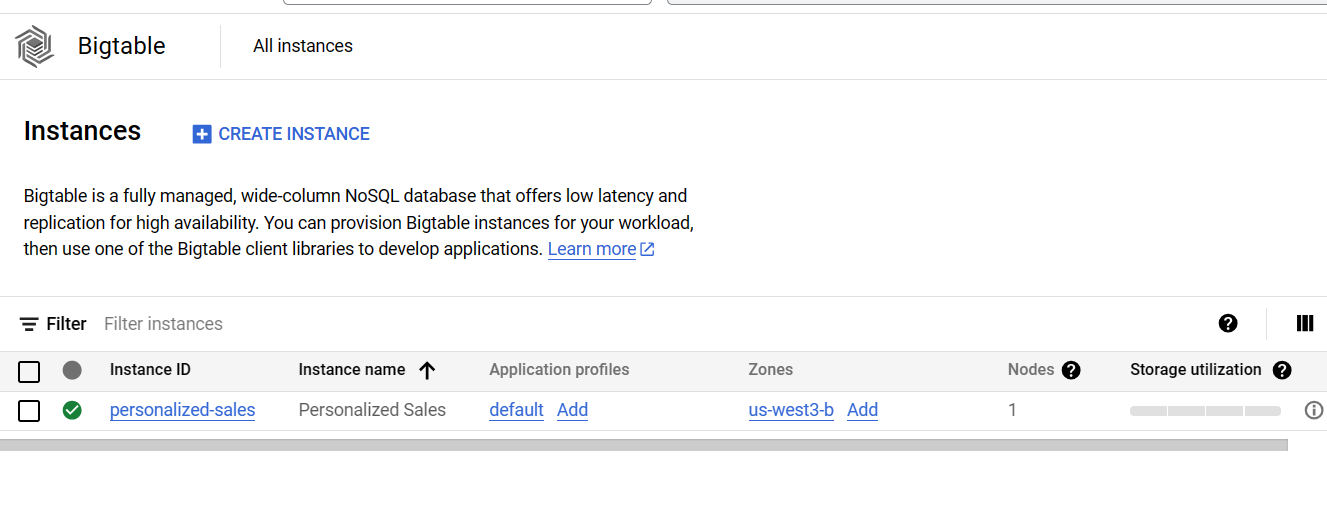 Bigtable All instances
Instances CREATE INSTANCE
Bigtable is a fully managed, wide-column NoSQL database that offers low latency and
replication for high availability. You can provision Bigtable instances for your workload,
then use one of the Bigtable client libraries to develop applications. Learn more
Filter Filter instances
Instance ID Instance name Application profiles Zones Nodes Storage utilization
personalized-sales Personalized Sales default Add us-west3-b Add 1